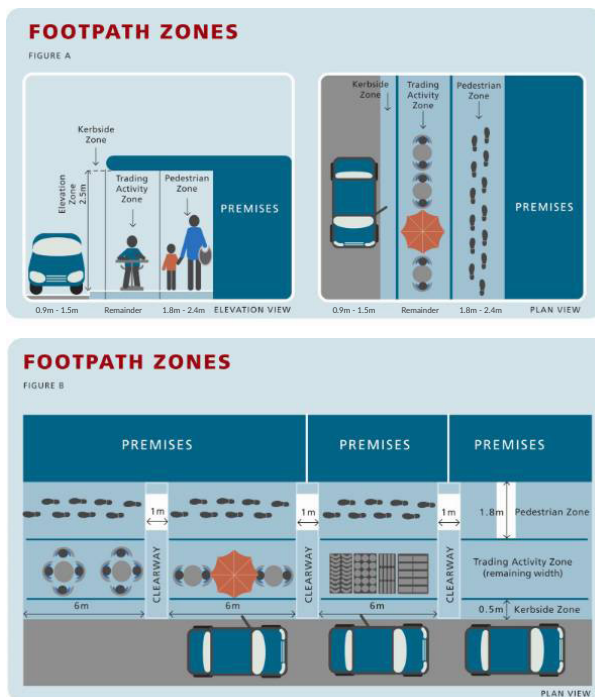 FOOTPATH ZONES
FIGURE A
Kerbside
Zone
Elevation
Zone
2.5m
Trading
Activity
Zone
Pedestrian
Zone
PREMISES
0.9m - 1.5m
Remainder
1.8m - 2.4m
ELEVATION VIEW
Kerbside
Zone
Trading
Activity
Zone
Pedestrian
Zone
PREMISES
0.9m - 1.5m
Remainder
1.8m - 2.4m
PLAN VIEW
FOOTPATH ZONES
FIGURE B
PREMISES
PREMISES
PREMISES
1m
1m
1m
1.8m
Pedestrian Zone
CLEARWAY
CLEARWAY
CLEARWAY
Trading Activity Zone
(remaining width)
6m
6m
6m
0.5m
Kerbside Zone
PLAN VIEW